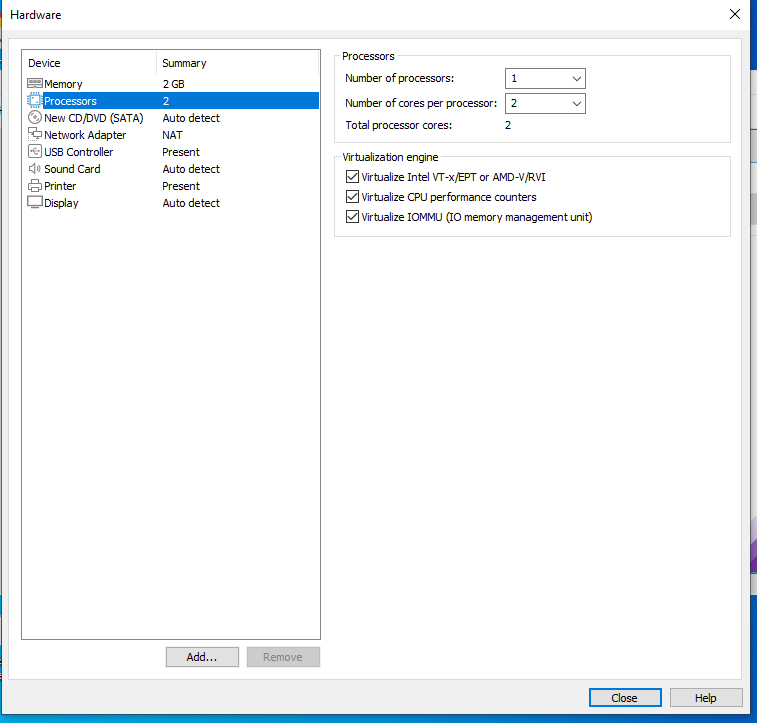 Hardware
Device Summary
Memory 2 GB
Processors 2
New CD/DVD (SATA) Auto detect
Network Adapter NAT
USB Controller Present
Sound Card Auto detect
Printer Present
Display Auto detect
Add... Remove
Processors
Number of processors: 1
Number of cores per processor: 2
Total processor cores: 2
Virtualization engine
Virtualize Intel VT-x/EPT or AMD-V/RVI
Virtualize CPU performance counters
Virtualize IOMMU (IO memory management unit)
Close Help